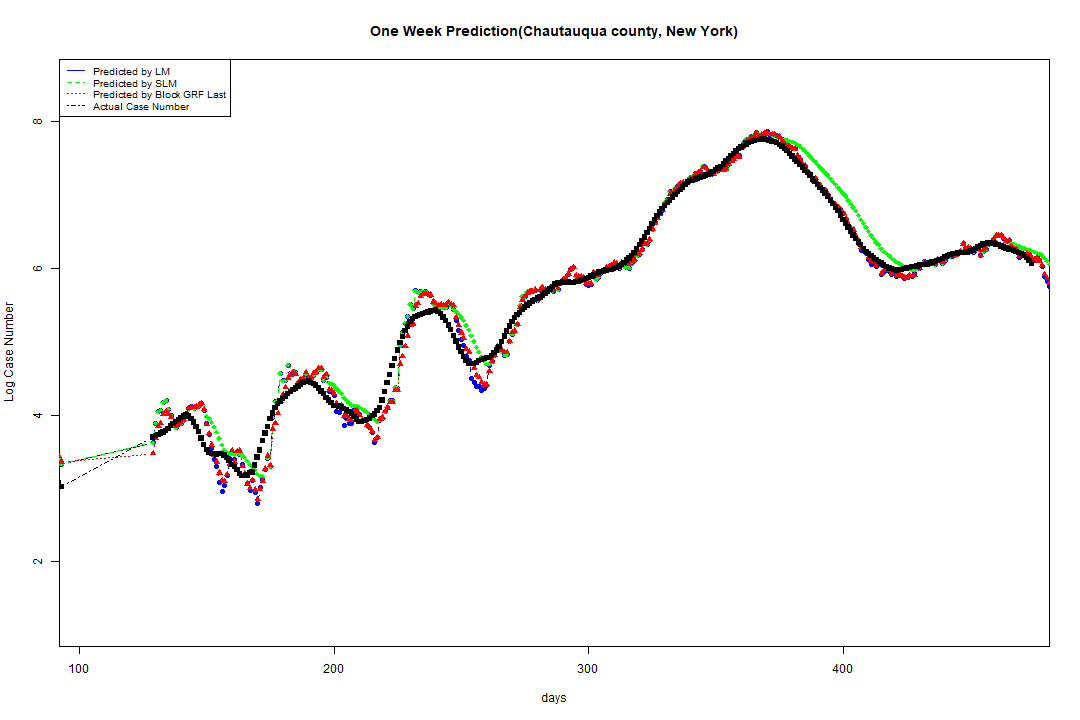 One Week Prediction(Chautauqua county, New York)
Predicted by LM
Predicted by SLM
Predicted by Block GRF Last
Actual Case Number
8
6
4
2
Log Case Number
100 200 300 400
days